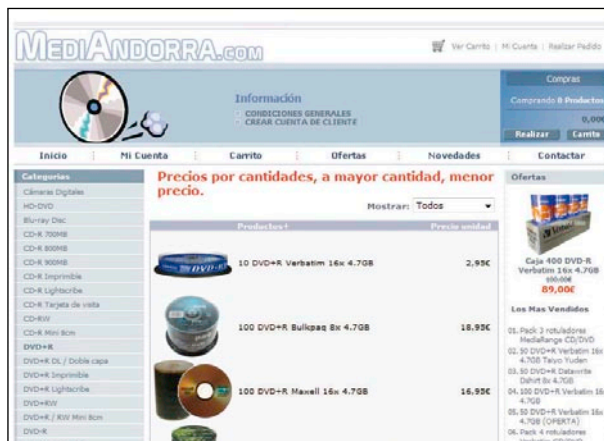 MEDIANDORRA.COM
Ver Carrito | Mi Cuenta | Realizar Pedido
Información
CONDICIONES GENERALES
CREAR CUENTA DE CLIENTE
Compras
Comprando 0 Productos
0,00€
Realizar Carrito
Inicio Mi Cuenta Carrito Ofertas Novedades Contactar
Categorias
Cámaras Digitales
HD-DVD
Blu-ray Disc
CD-R 700MB
CD-R 800MB
CD-R 900MB
CD-R Imprimible
CD-R Lightscribe
CD-R Tarjeta de visita
CD-RW
CD-R Mini 8cm
DVD+R
DVD+R DL / Doble capa
DVD+R Imprimible
DVD+R Lightscribe
DVD+RW
DVD+R / RW Mini 8cm
DVD-R
Precios por cantidades, a mayor cantidad, menor
precio.
Mostrar: Todos
Productos+ Precio unidad
10 DVD+R Verbatim 16x 4.7GB 2,95€
100 DVD+R Bulkpaq 8x 4.7GB 18,95€
100 DVD+R Maxell 16x 4.7GB 16,95€
Ofertas
Caja 400 DVD-R
Verbatim 16x 4.7GB
100,00€
89,00€
Los Mas Vendidos
01. Pack 3 rotuladores
MediaRange CD/DVD
02. 50 DVD+R Verbatim 16x
4.7GB Taiyo Yuden
03. 50 DVD+R Datawrite
8x 4.7GB
04. 100 DVD+R Verbatim 16x
4.7GB
05. 50 DVD+R Verbatim 16x
4.7GB (OFERTA)
06. Pack 4 rotuladores